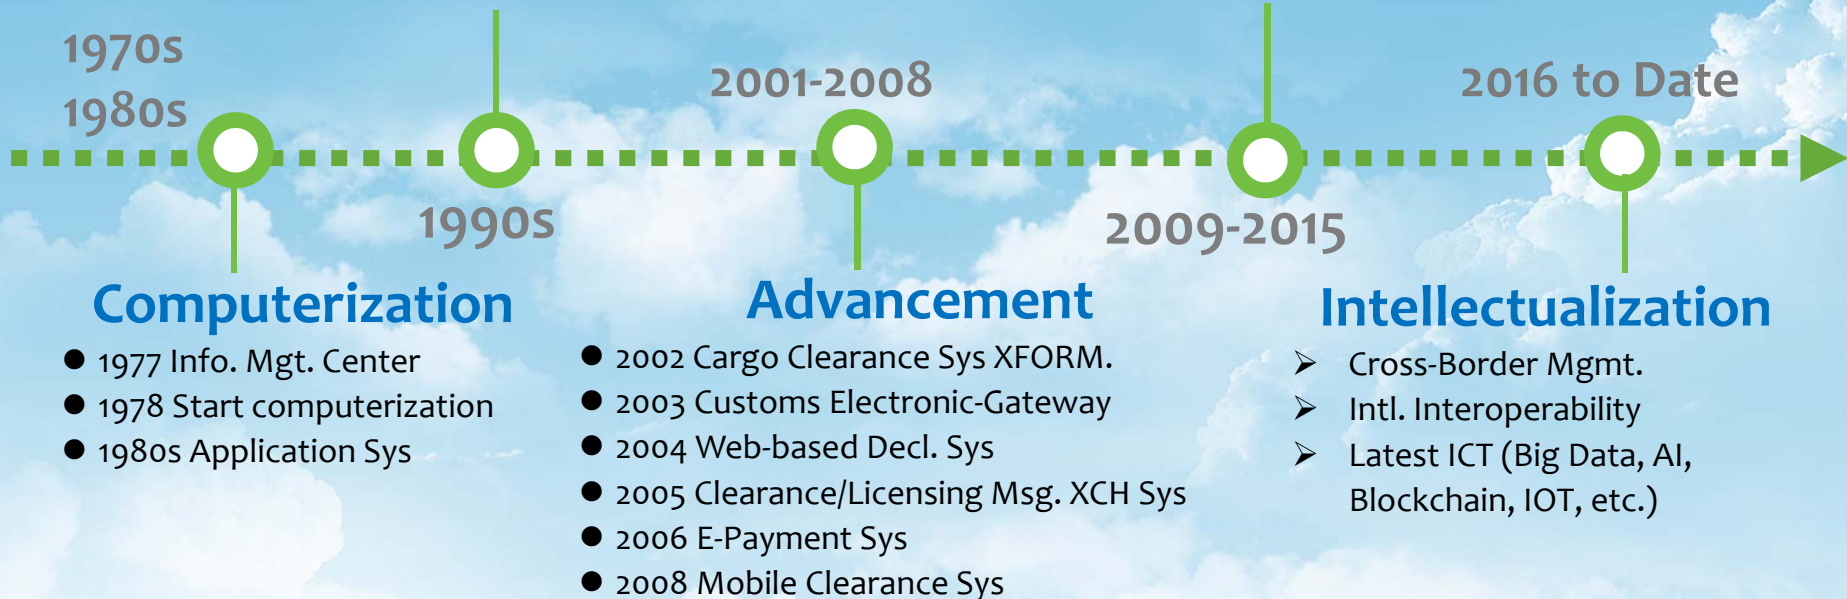 1970s
1980s
1990s
2001-2008
2009-2015
2016 to Date
Computerization
● 1977 Info. Mgt. Center
● 1978 Start computerization
● 1980s Application Sys
Advancement
● 2002 Cargo Clearance Sys XFORM.
● 2003 Customs Electronic-Gateway
● 2004 Web-based Decl. Sys
● 2005 Clearance/Licensing Msg. XCH Sys
● 2006 E-Payment Sys
● 2008 Mobile Clearance Sys
Intellectualization
➢ Cross-Border Mgmt.
➢ Intl. Interoperability
➢ Latest ICT (Big Data, AI,
Blockchain, IOT, etc.)